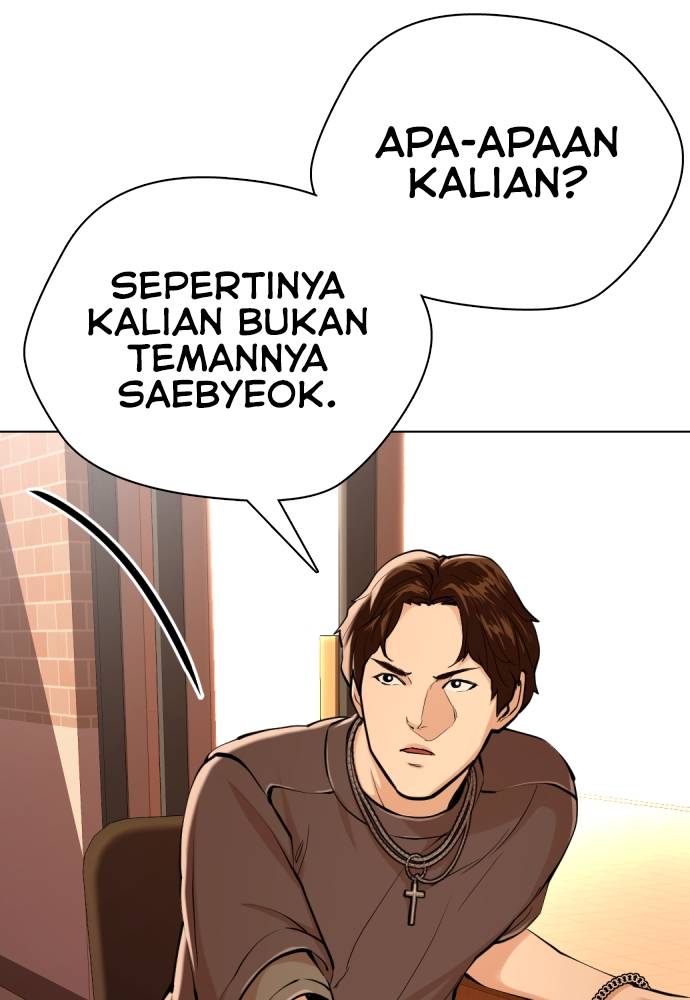 APA-APAAN
KALIAN?
SEPERTINYA
KALIAN BUKAN
TEMANNYA
SAEBYEOK.